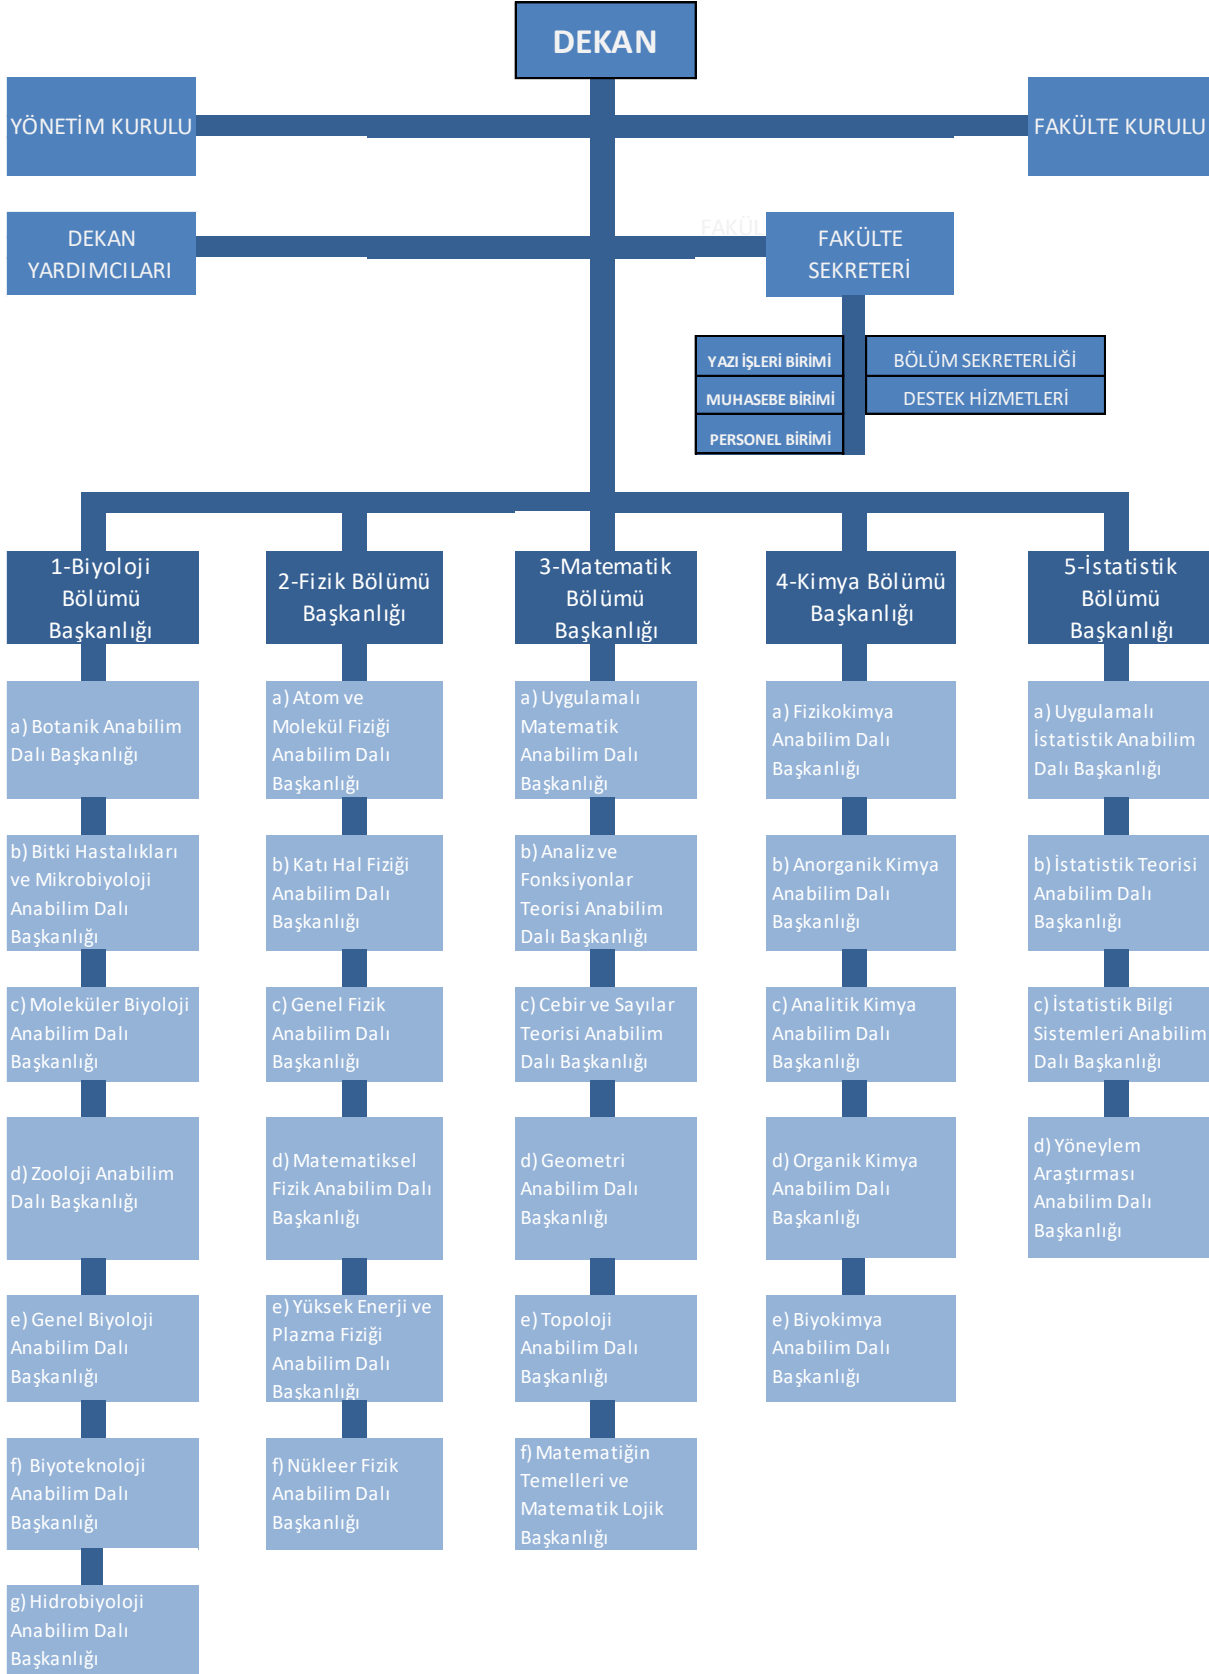 DEKAN
YÖNETİM KURULU
FAKÜLTE KURULU
DEKAN
YARDIMCILARI
FAKÜL
FAKÜLTE
SEKRETERİ
YAZI İŞLERİ BİRİMİ
BÖLÜM SEKRETERLİĞİ
MUHASEBE BİRİMİ
DESTEK HİZMETLERİ
PERSONEL BİRİMİ
1-Biyoloji
Bölümü
Başkanlığı
2-Fizik Bölümü
Başkanlığı
3-Matematik
Bölümü
Başkanlığı
4-Kimya Bölümü
Başkanlığı
5-İstatistik
Bölümü
Başkanlığı
a) Botanik Anabilim
Dalı Başkanlığı
a) Atom ve
Molekül Fiziği
Anabilim Dalı
Başkanlığı
a) Uygulamalı
Matematik
Anabilim Dalı
Başkanlığı
a) Fizikokimya
Anabilim Dalı
Başkanlığı
a) Uygulamalı
İstatistik Anabilim
Dalı Başkanlığı
b) Bitki Hastalıkları
ve Mikrobiyoloji
Anabilim Dalı
Başkanlığı
b) Katı Hal Fiziği
Anabilim Dalı
Başkanlığı
b) Analiz ve
Fonksiyonlar
Teorisi Anabilim
Dalı Başkanlığı
b) Anorganik Kimya
Anabilim Dalı
Başkanlığı
b) İstatistik Teorisi
Anabilim Dalı
Başkanlığı
c) Moleküler Biyoloji
Anabilim Dalı
Başkanlığı
c) Genel Fizik
Anabilim Dalı
Başkanlığı
c) Cebir ve Sayılar
Teorisi Anabilim
Dalı Başkanlığı
c) Analitik Kimya
Anabilim Dalı
Başkanlığı
c) İstatistik Bilgi
Sistemleri Anabilim
Dalı Başkanlığı
d) Zooloji Anabilim
Dalı Başkanlığı
d) Matematiksel
Fizik Anabilim Dalı
Başkanlığı
d) Geometri
Anabilim Dalı
Başkanlığı
d) Organik Kimya
Anabilim Dalı
Başkanlığı
d) Yöneylem
Araştırması
Anabilim Dalı
Başkanlığı
e) Genel Biyoloji
Anabilim Dalı
Başkanlığı
e) Yüksek Enerji ve
Plazma Fiziği
Anabilim Dalı
Başkanlığı
e) Topoloji
Anabilim Dalı
Başkanlığı
e) Biyokimya
Anabilim Dalı
Başkanlığı
f) Biyoteknoloji
Anabilim Dalı
Başkanlığı
f) Nükleer Fizik
Anabilim Dalı
Başkanlığı
f) Matematiğin
Temelleri ve
Matematik Lojik
Başkanlığı
g) Hidrobiyoloji
Anabilim Dalı
Başkanlığı